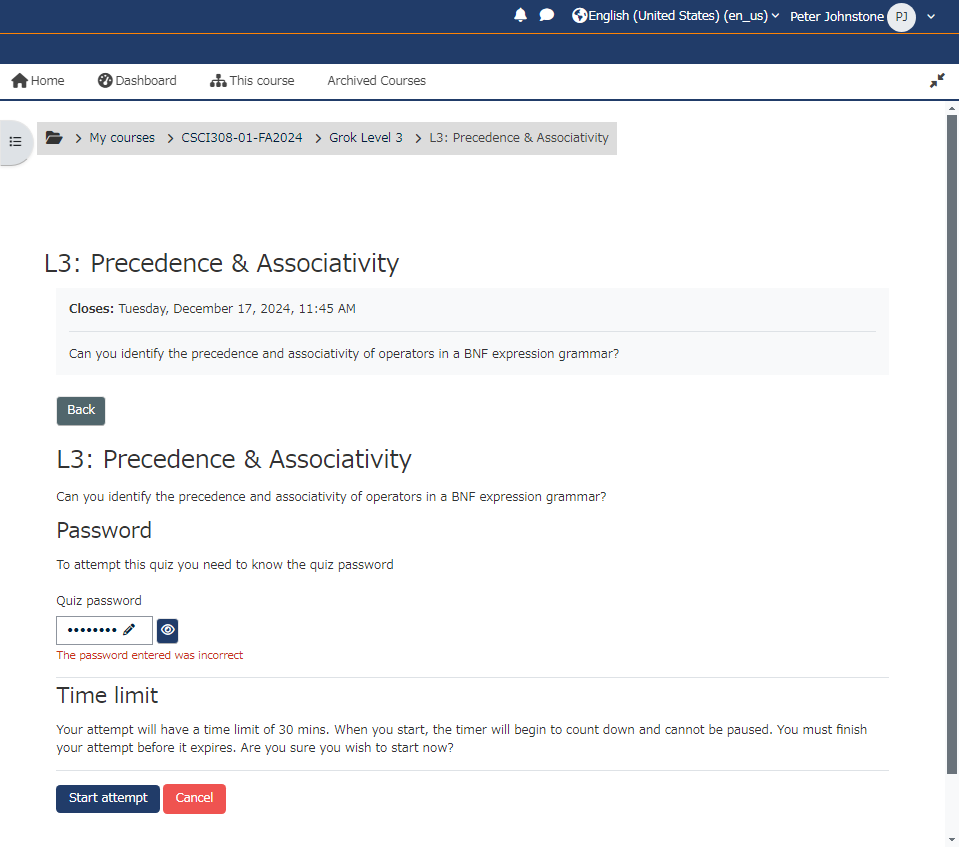 English (United States) (en_us)
Peter Johnstone
PJ
Home
Dashboard
This course
Archived Courses
My courses
CSCI308-01-FA2024
Grok Level 3
L3: Precedence & Associativity
L3: Precedence & Associativity
Closes: Tuesday, December 17, 2024, 11:45 AM
Can you identify the precedence and associativity of operators in a BNF expression grammar?
Back
L3: Precedence & Associativity
Can you identify the precedence and associativity of operators in a BNF expression grammar?
Password
To attempt this quiz you need to know the quiz password
Quiz password
••••••••
The password entered was incorrect
Time limit
Your attempt will have a time limit of 30 mins. When you start, the timer will begin to count down and cannot be paused. You must finish
your attempt before it expires. Are you sure you wish to start now?
Start attempt
Cancel